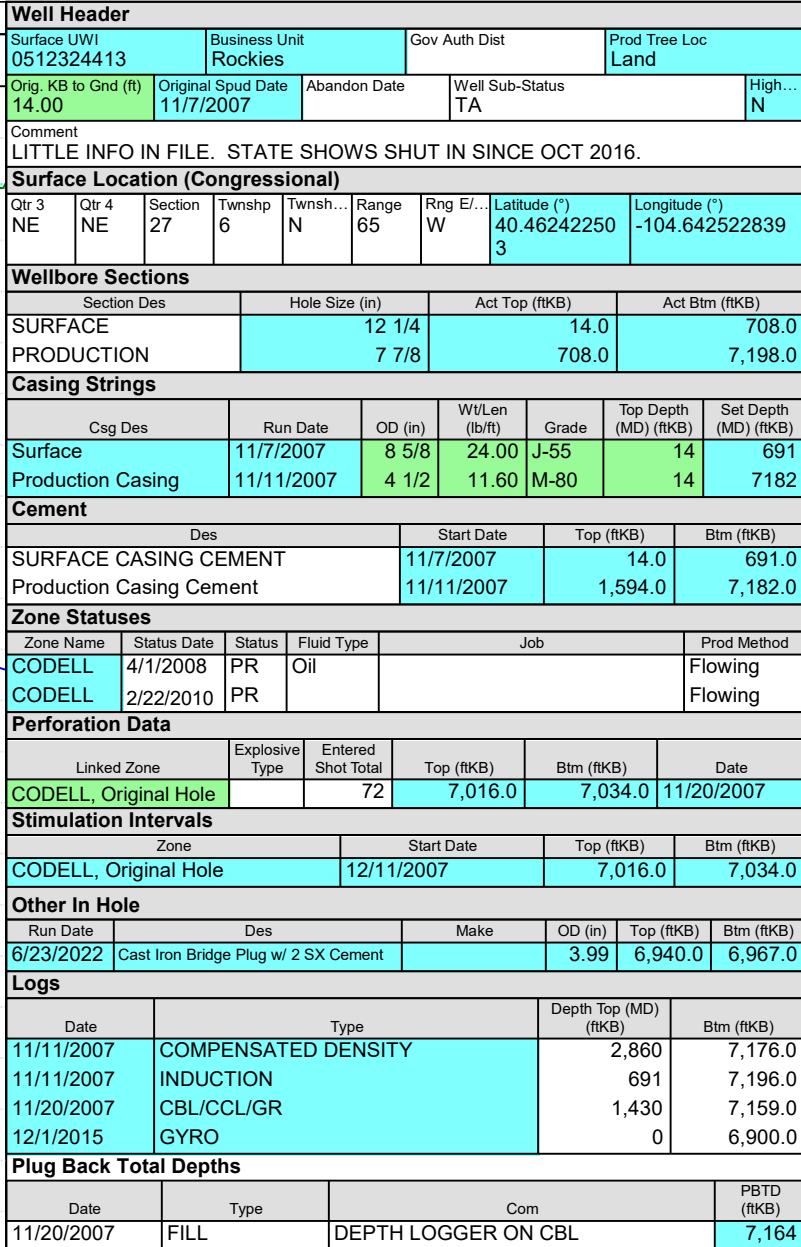 Well Header
Surface UWI Business Unit Gov Auth Dist Prod Tree Loc
0512324413 Rockies Land
Orig. KB to Gnd (ft) Original Spud Date Abandon Date Well Sub-Status High...
14.00 11/7/2007 TA N
Comment
LITTLE INFO IN FILE. STATE SHOWS SHUT IN SINCE OCT 2016.
Surface Location (Congressional)
Qtr 3 Qtr 4 Section Twnshp Twnsh... Range Rng E/... Latitude (°) Longitude (°)
NE NE 27 6 N 65 W 40.46242250 -104.642522839
3
Wellbore Sections
Section Des Hole Size (in) Act Top (ftKB) Act Btm (ftKB)
SURFACE 12 1/4 14.0 708.0
PRODUCTION 7 7/8 708.0 7,198.0
Casing Strings
Wt/Len Top Depth Set Depth
Csg Des Run Date OD (in) (lb/ft) Grade (MD) (ftKB) (MD) (ftKB)
Surface 11/7/2007 8 5/8 24.00 J-55 14 691
Production Casing 11/11/2007 4 1/2 11.60 M-80 14 7182
Cement
Des Start Date Top (ftKB) Btm (ftKB)
SURFACE CASING CEMENT 11/7/2007 14.0 691.0
Production Casing Cement 11/11/2007 1,594.0 7,182.0
Zone Statuses
Zone Name Status Date Status Fluid Type Job Prod Method
CODELL 4/1/2008 PR Oil Flowing
CODELL 2/22/2010 PR Flowing
Perforation Data
Explosive Entered
Linked Zone Type Shot Total Top (ftKB) Btm (ftKB) Date
CODELL, Original Hole 72 7,016.0 7,034.0 11/20/2007
Stimulation Intervals
Zone Start Date Top (ftKB) Btm (ftKB)
CODELL, Original Hole 12/11/2007 7,016.0 7,034.0
Other In Hole
Run Date Des Make OD (in) Top (ftKB) Btm (ftKB)
6/23/2022 Cast Iron Bridge Plug w/ 2 SX Cement 3.99 6,940.0 6,967.0
Logs
Depth Top (MD)
Date Type (ftKB) Btm (ftKB)
11/11/2007 COMPENSATED DENSITY 2,860 7,176.0
11/11/2007 INDUCTION 691 7,196.0
11/20/2007 CBL/CCL/GR 1,430 7,159.0
12/1/2015 GYRO 0 6,900.0
Plug Back Total Depths
PBTD
Date Type Com (ftKB)
11/20/2007 FILL DEPTH LOGGER ON CBL 7,164